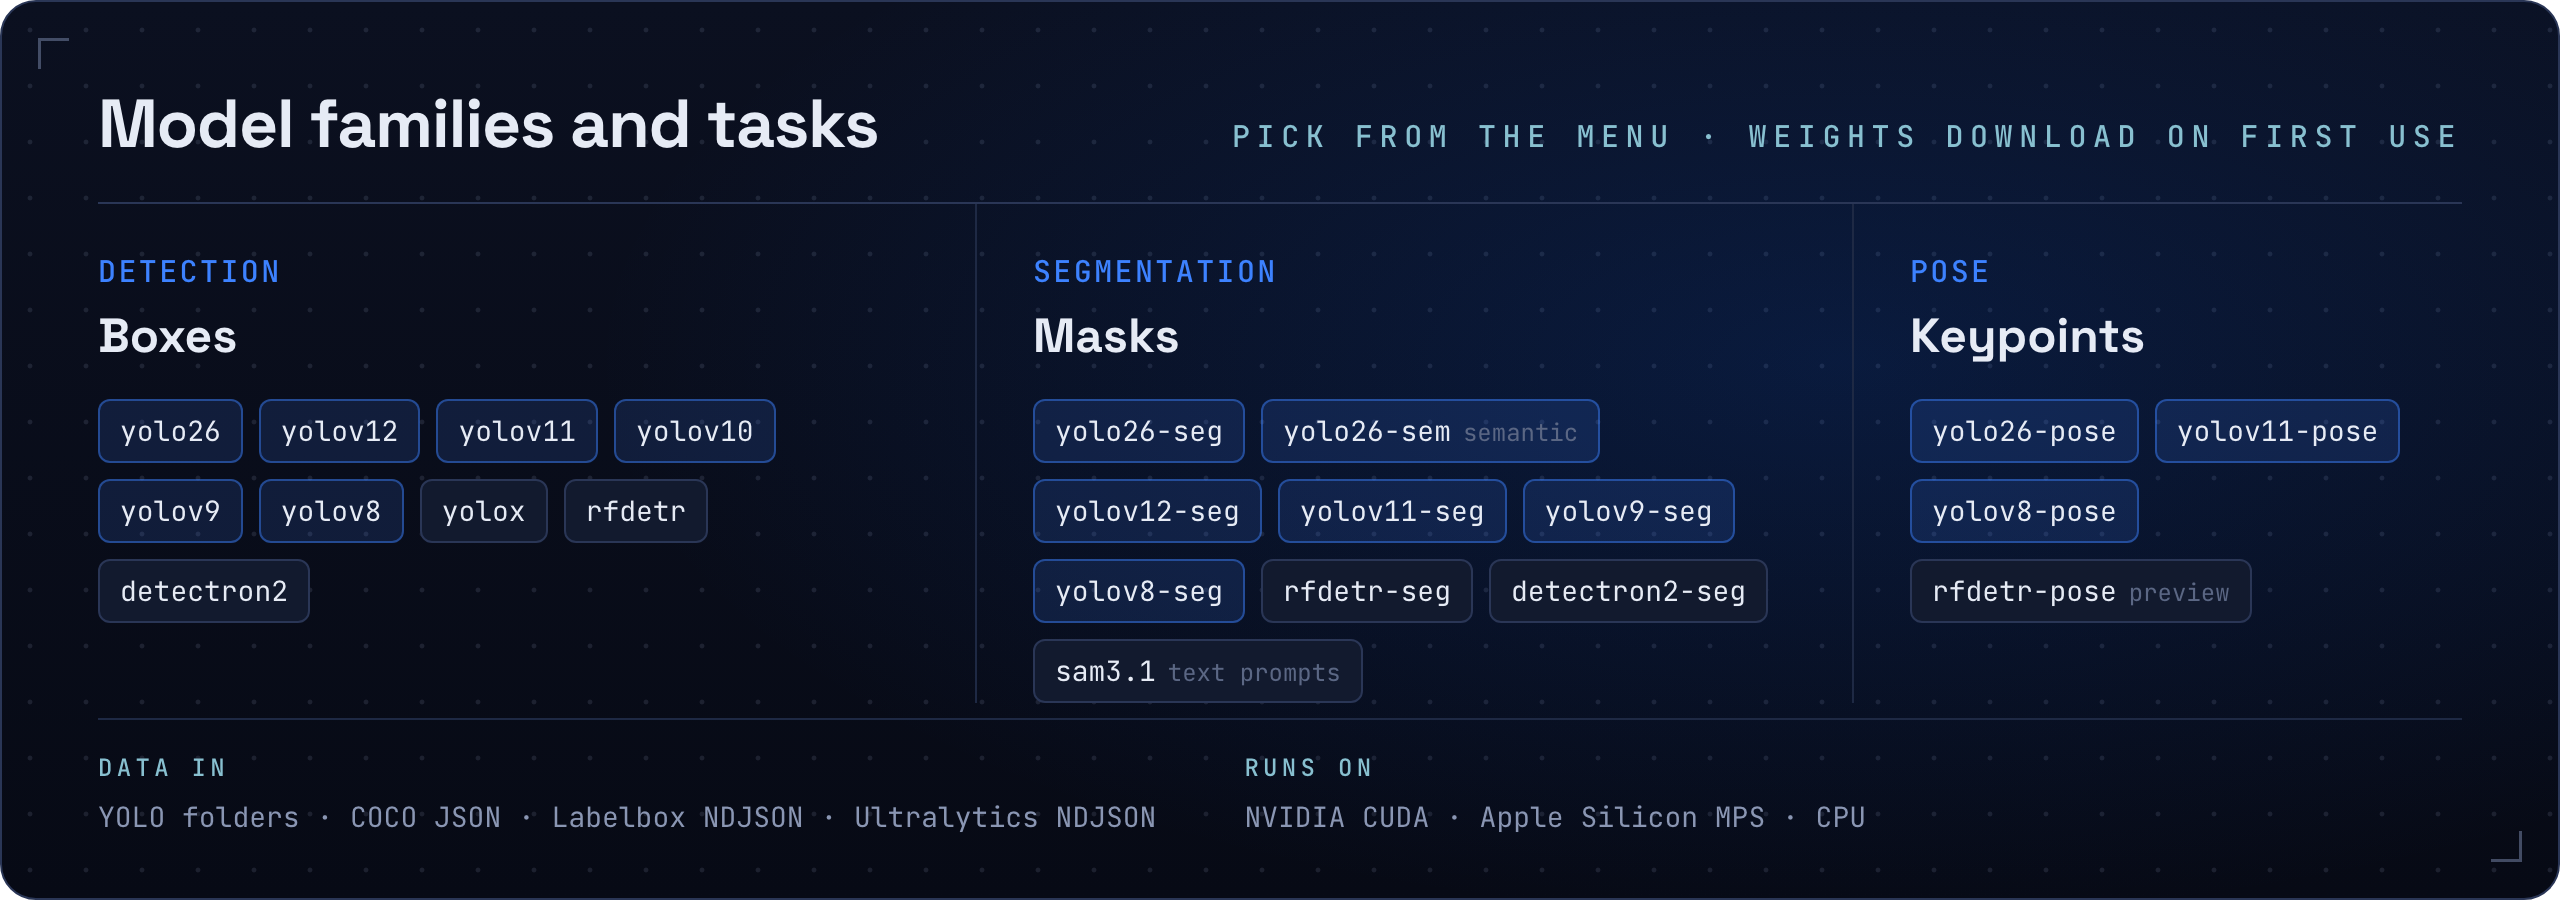 Model families and tasks
PICK FROM THE MENU · WEIGHTS DOWNLOAD ON FIRST USE
DETECTION
Boxes
yolo26 yolov12 yolov11 yolov10
yolov9 yolov8 yolox rfdetr
detectron2
SEGMENTATION
Masks
yolo26-seg yolo26-sem semantic
yolov12-seg yolov11-seg yolov9-seg
yolov8-seg rfdetr-seg detectron2-seg
sam3.1 text prompts
POSE
Keypoints
yolo26-pose yolov11-pose
yolov8-pose
rfdetr-pose preview
DATA IN
YOLO folders · COCO JSON · Labelbox NDJSON · Ultralytics NDJSON
RUNS ON
NVIDIA CUDA · Apple Silicon MPS · CPU